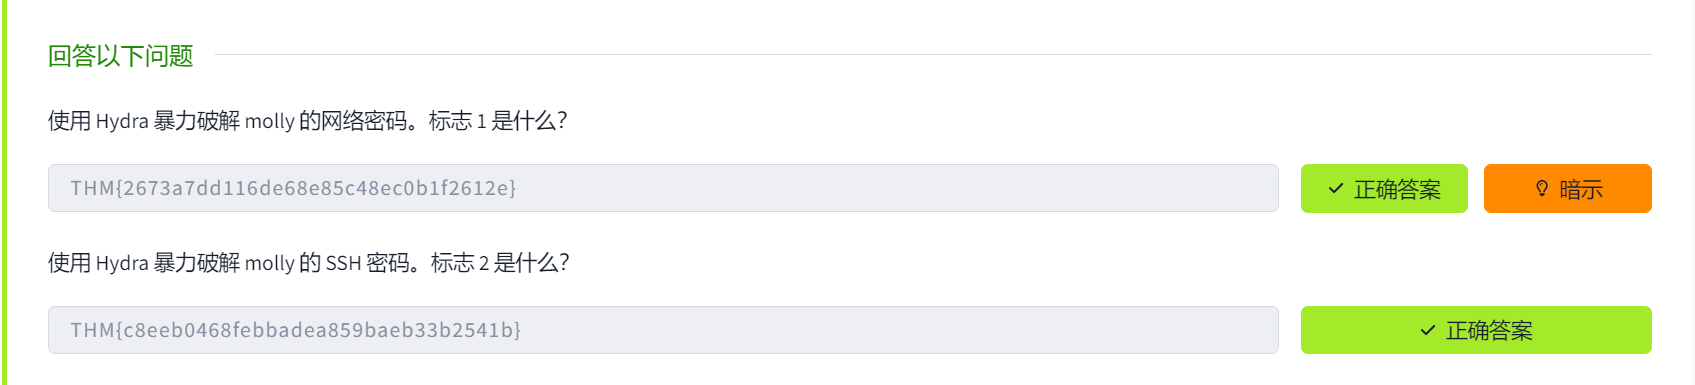 回答以下问题
使用 Hydra 暴力破解 molly 的网络密码。标志 1 是什么？
THM{2673a7dd116de68e85c48ec0b1f2612e}
正确答案
暗示
使用 Hydra 暴力破解 molly 的 SSH 密码。标志 2 是什么？
THM{c8eeb0468febbadea859baeb33b2541b}
正确答案